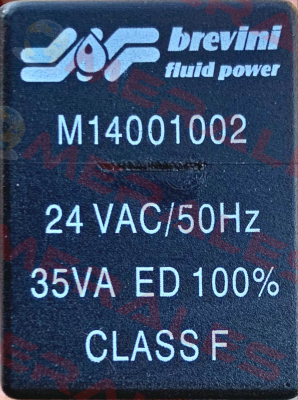 brevini
fluid power
M14001002
24 VAC/50Hz
35VA ED 100%
CLASS F